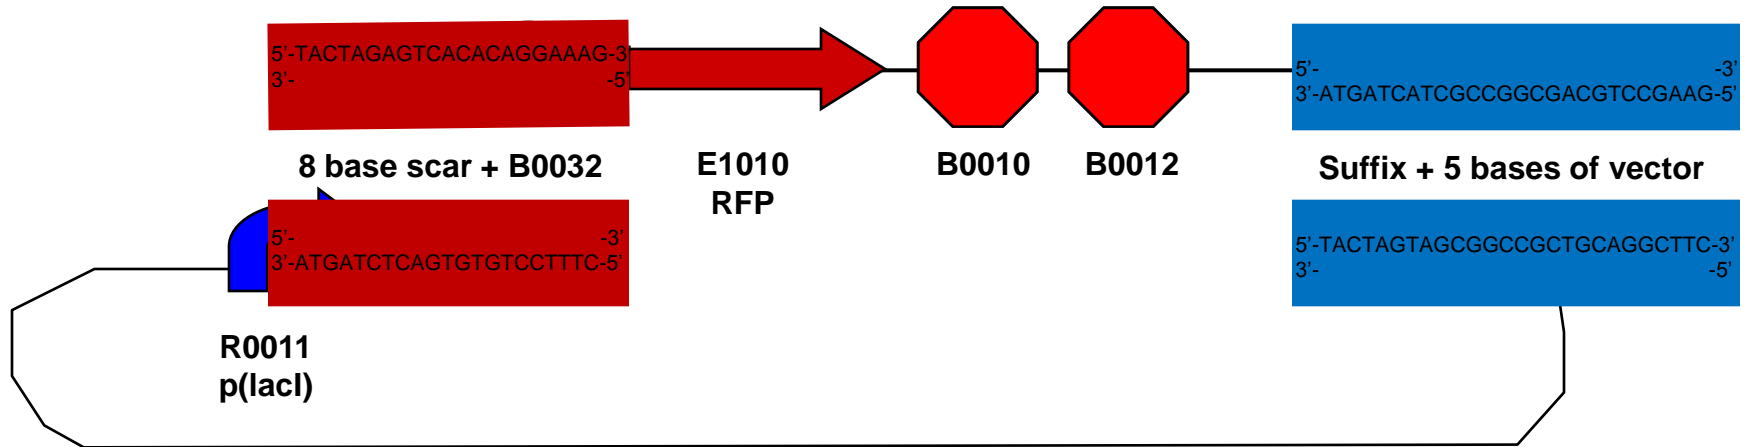 5'-TACTAGAGTCACACAGGAAAG-3'
3'- -5'
5'- -3'
3'-ATGATCATCGCCGGCGACGTCCGAAG-5'
8 base scar + B0032
E1010
RFP
B0010
B0012
Suffix + 5 bases of vector
5'- -3'
3'-ATGATCTCAGTGTGTCCTTTC-5'
5'-TACTAGTAGCGGCCGCTGCAGGCTTC-3'
3'- -5'
R0011
p(lacI)